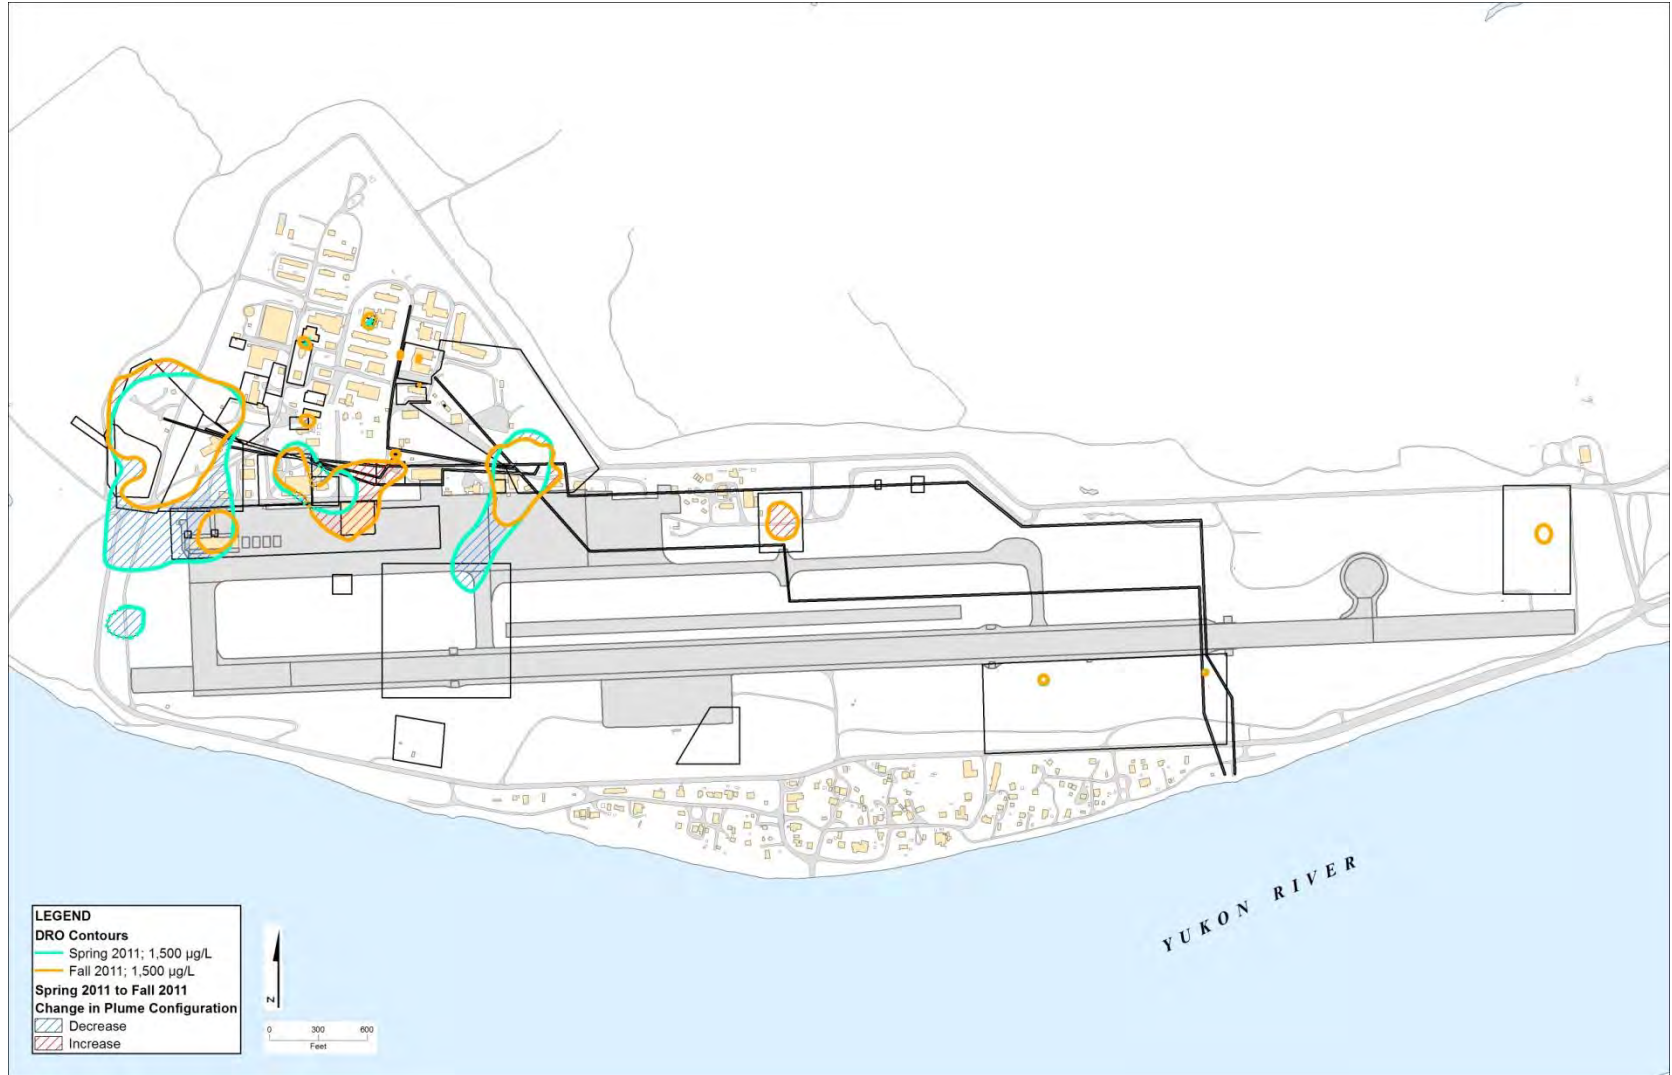 YUKON RIVER
LEGEND
DRO Contours
Spring 2011; 1,500 µg/L
Fall 2011; 1,500 µg/L
Spring 2011 to Fall 2011
Change in Plume Configuration
Decrease
Increase
N
0 300 600
Feet